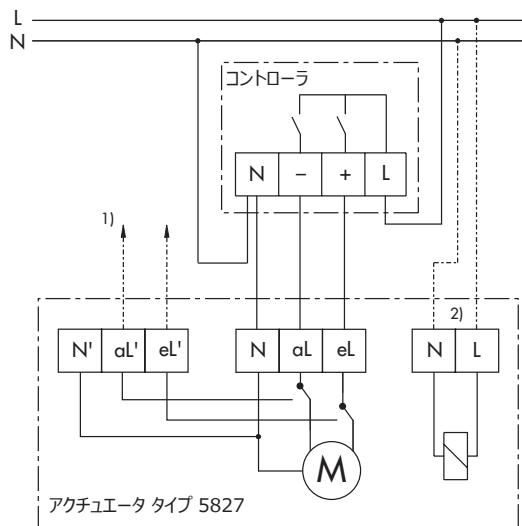 L
N
コントローラ
N − + L
1)
2)
N' aL' eL' N aL eL N L
M
アクチュエータ タイプ 5827